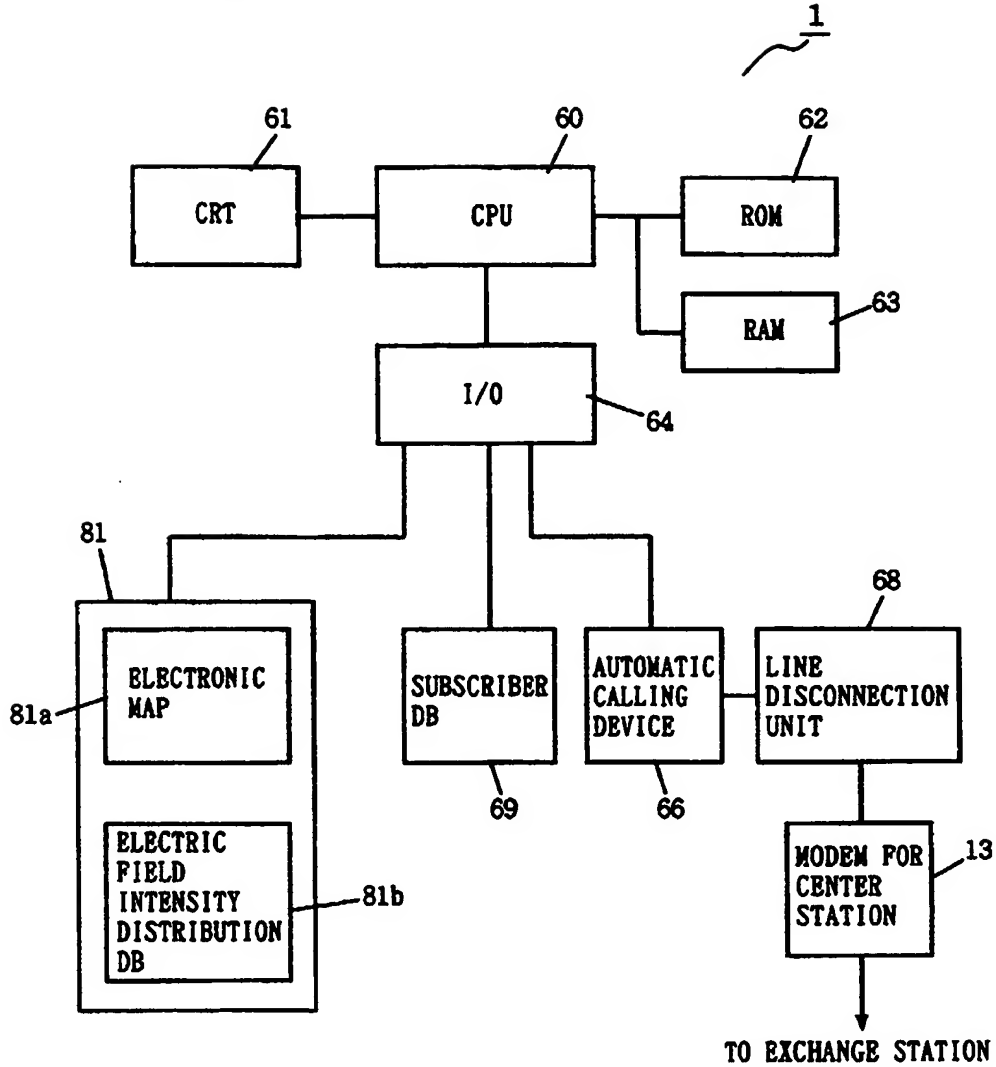 1
61
60
62
CRT
CPU
ROM
RAM
63
I/O
64
81
68
ELECTRONIC
MAP
81a
SUBSCRIBER
DB
69
AUTOMATIC
CALLING
DEVICE
66
LINE
DISCONNECTION
UNIT
ELECTRIC
FIELD
INTENSITY
DISTRIBUTION
DB
81b
MODEM FOR
CENTER
STATION
13
TO EXCHANGE STATION